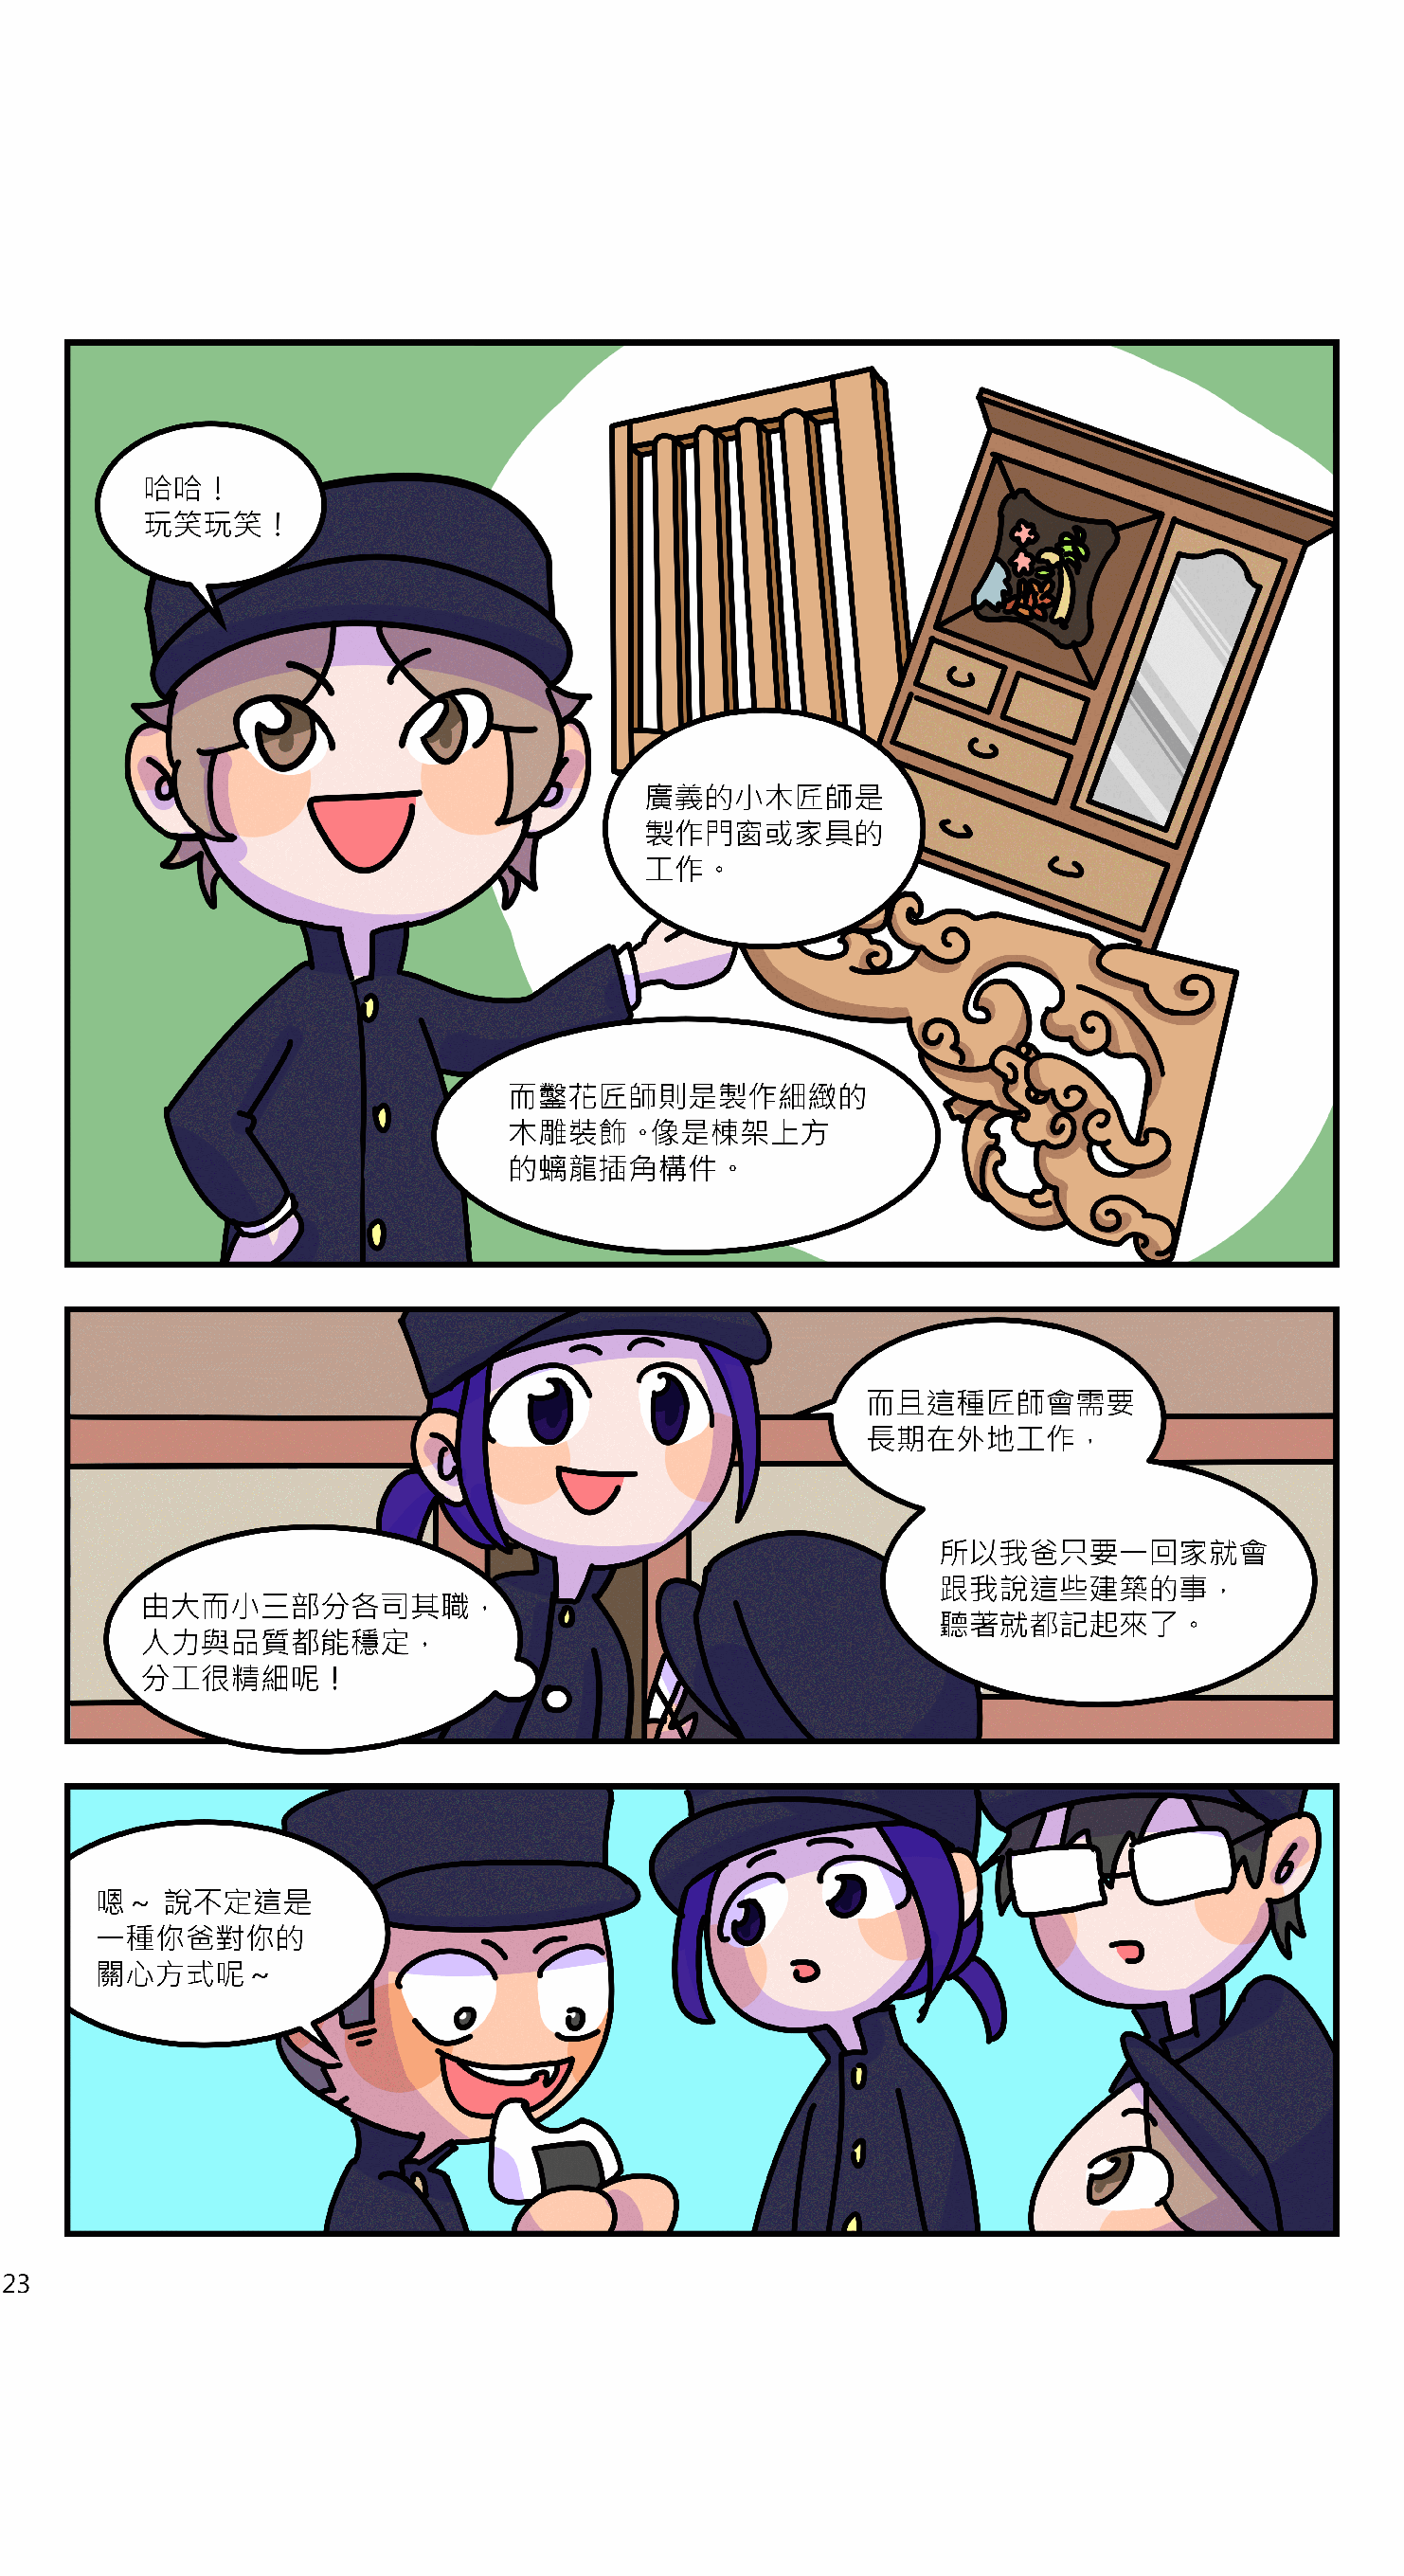 哈哈！
玩笑玩笑！
廣義的小木匠師是
製作門窗或家具的
工作。
而鑿花匠師則是製作細緻的
木雕裝飾。像是棟架上方
的螭龍插角構件。
而且這種匠師會需要
長期在外地工作，
所以我爸只要一回家就會
跟我說這些建築的事，
聽著就都記起來了。
由大而小三部分各司其職，
人力與品質都能穩定，
分工很精細呢！
嗯～ 說不定這是
一種你爸對你的
關心方式呢～
23